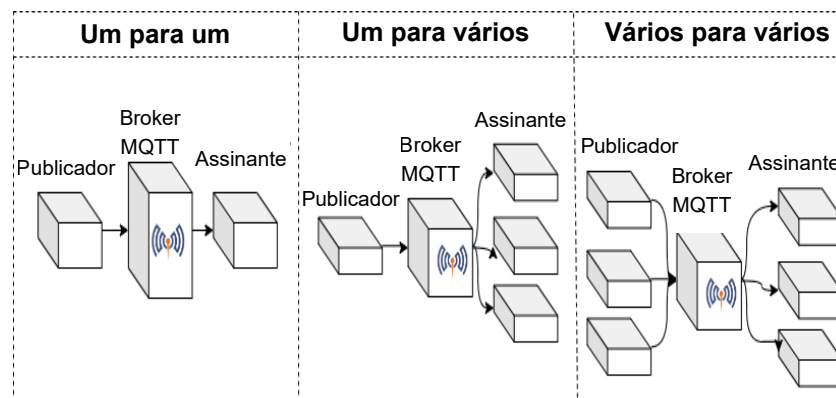 Um para um
Um para vários
Vários para vários
Publicador
Broker
MQTT
Assinante
Publicador
Broker
MQTT
Assinante
Publicador
Broker
MQTT
Assinante